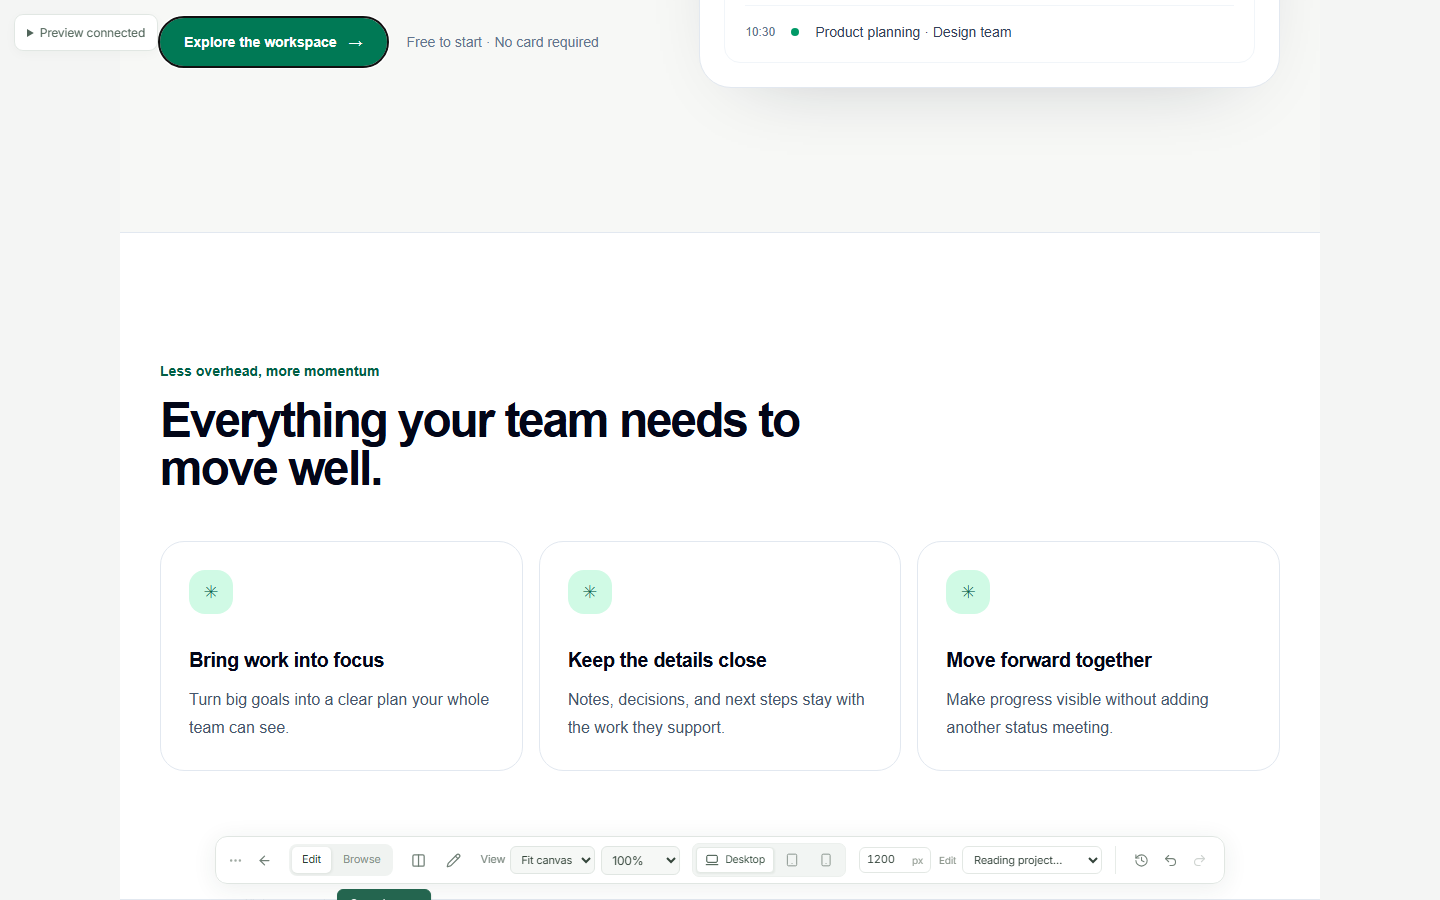 Preview connected
Explore the workspace →
Free to start · No card required
10:30 Product planning · Design team
Less overhead, more momentum
Everything your team needs to
move well.
Bring work into focus
Turn big goals into a clear plan your whole
team can see.
Keep the details close
Notes, decisions, and next steps stay with
the work they support.
Move forward together
Make progress visible without adding
another status meeting.
Edit Browse View Fit canvas 100% Desktop 1200 px Edit Reading project...